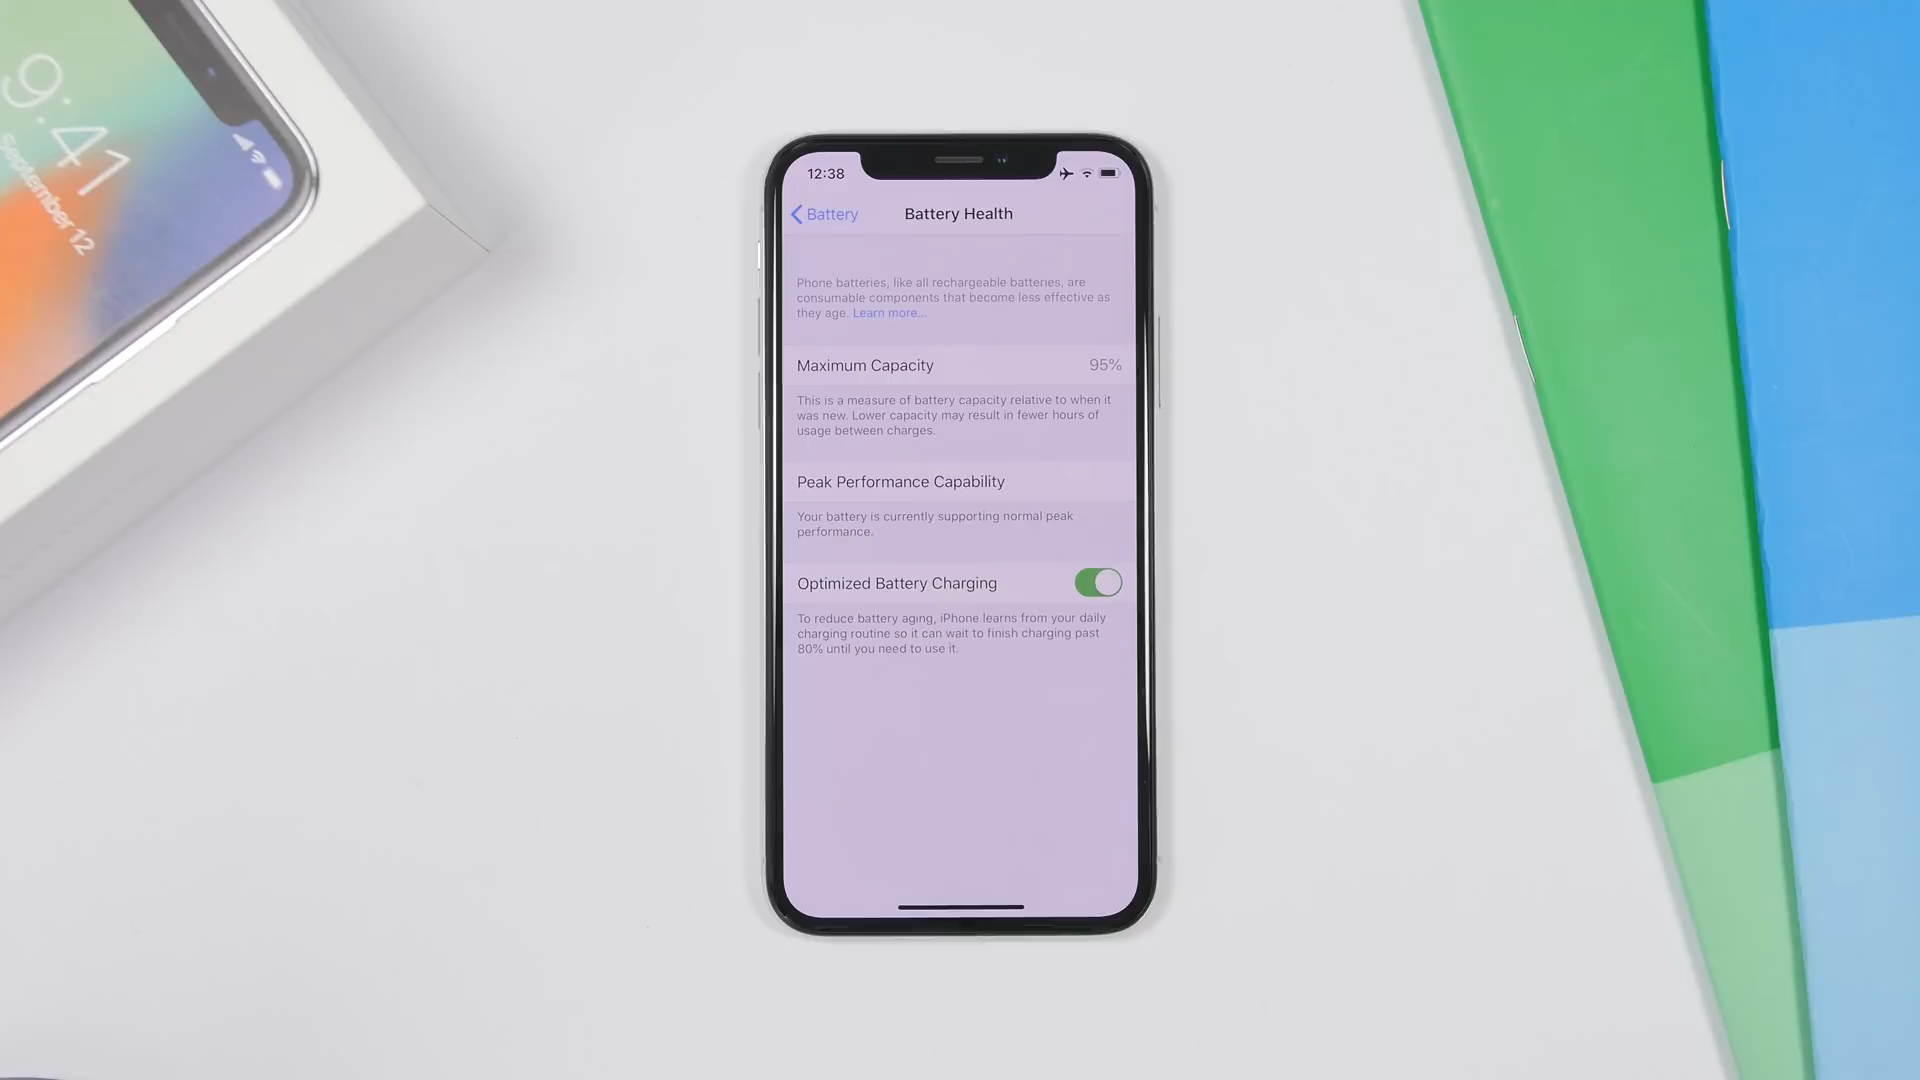 9:41
September 12
12:38
Battery
Battery Health
Phone batteries, like all rechargeable batteries, are
consumable components that become less effective as
they age. Learn more...
Maximum Capacity 95%
This is a measure of battery capacity relative to when it
was new. Lower capacity may result in fewer hours of
usage between charges.
Peak Performance Capability
Your battery is currently supporting normal peak
performance.
Optimized Battery Charging
To reduce battery aging, iPhone learns from your daily
charging routine so it can wait to finish charging past
80% until you need to use it.